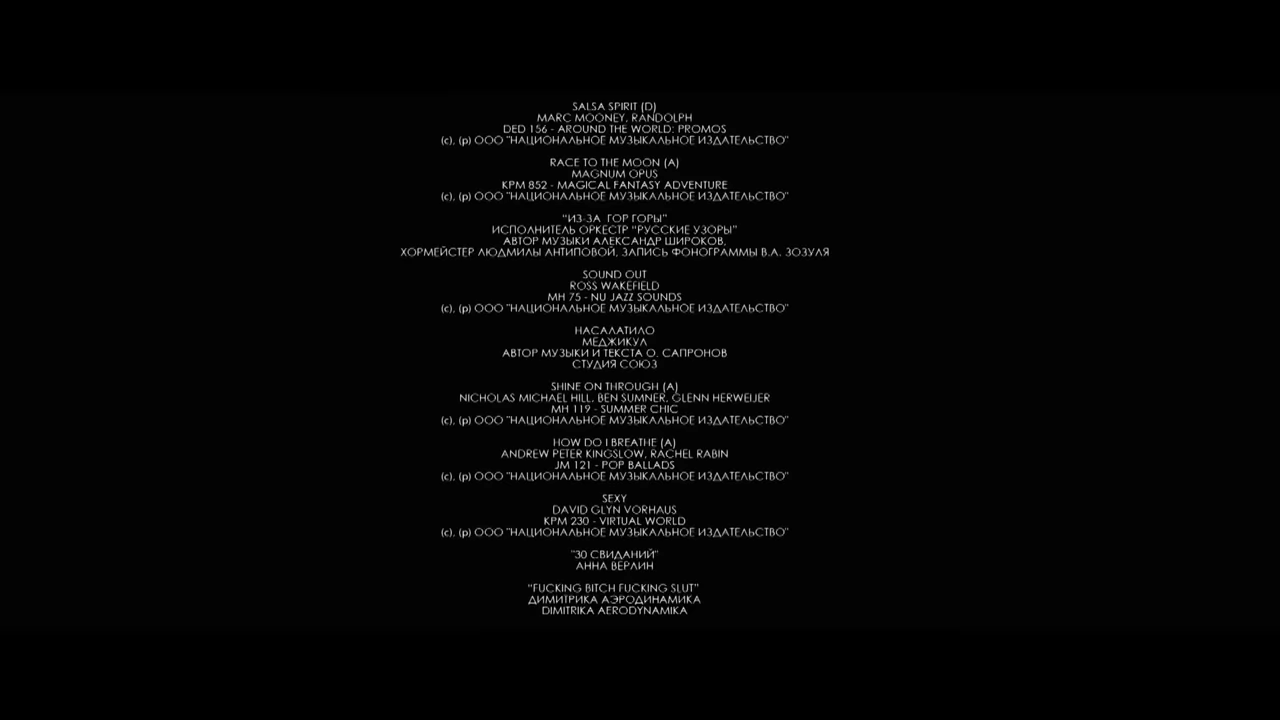 SALSA SPIRIT (D)
MARC MOONEY, RANDOLPH
DED 156 - AROUND THE WORLD: PROMOS
(c), (p) ООО "НАЦИОНАЛЬНОЕ МУЗЫКАЛЬНОЕ ИЗДАТЕЛЬСТВО"
RACE TO THE MOON (A)
MAGNUM OPUS
KPM 852 - MAGICAL FANTASY ADVENTURE
(c), (p) ООО "НАЦИОНАЛЬНОЕ МУЗЫКАЛЬНОЕ ИЗДАТЕЛЬСТВО"
"ИЗ-ЗА ГОР ГОРЫ"
ИСПОЛНИТЕЛЬ ОРКЕСТР "РУССКИЕ УЗОРЫ"
АВТОР МУЗЫКИ АЛЕКСАНДР ШИРОКОВ,
ХОРМЕЙСТЕР ЛЮДМИЛЫ АНТИПОВОЙ, ЗАПИСЬ ФОНОГРАММЫ В.А. ЗОЗУЛЯ
SOUND OUT
ROSS WAKEFIELD
MH 75 - NU JAZZ SOUNDS
(c), (p) ООО "НАЦИОНАЛЬНОЕ МУЗЫКАЛЬНОЕ ИЗДАТЕЛЬСТВО"
НАСАЛАТИЛО
МЕДЖИКУЛ
АВТОР МУЗЫКИ И ТЕКСТА О. САПРОНОВ
СТУДИЯ СОЮЗ
SHINE ON THROUGH (A)
NICHOLAS MICHAEL HILL, BEN SUMNER, GLENN HERWEIJER
MH 119 - SUMMER CHIC
(c), (p) ООО "НАЦИОНАЛЬНОЕ МУЗЫКАЛЬНОЕ ИЗДАТЕЛЬСТВО"
HOW DO I BREATHE (A)
ANDREW PETER KINGSLOW, RACHEL RABIN
JM 121 - POP BALLADS
(c), (p) ООО "НАЦИОНАЛЬНОЕ МУЗЫКАЛЬНОЕ ИЗДАТЕЛЬСТВО"
SEXY
DAVID GLYN VORHAUS
KPM 230 - VIRTUAL WORLD
(c), (p) ООО "НАЦИОНАЛЬНОЕ МУЗЫКАЛЬНОЕ ИЗДАТЕЛЬСТВО"
"30 СВИДАНИЙ"
АННА ВЕРЛИН
"FUCKING BITCH FUCKING SLUT"
ДИМИТРИКА АЭРОДИНАМИКА
DIMITRIKA AERODYNAMIKA